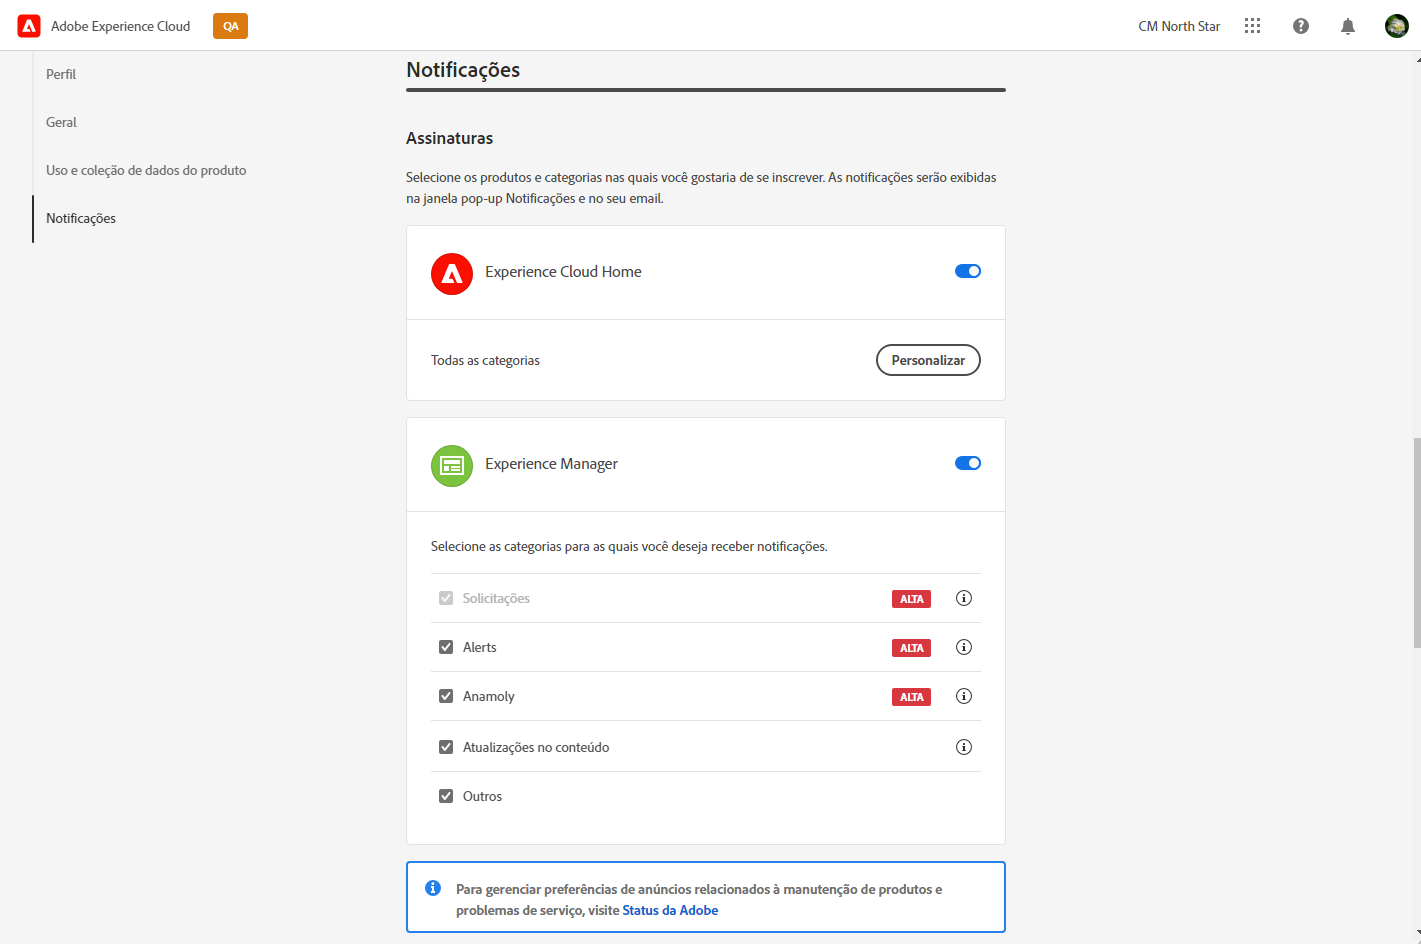 Adobe Experience Cloud
QA
CM North Star
Perfil
Geral
Uso e coleção de dados do produto
Notificações
Notificações
Assinaturas
Selecione os produtos e categorias nas quais você gostaria de se inscrever. As notificações serão exibidas
na janela pop-up Notificações e no seu email.
Experience Cloud Home
Todas as categorias
Personalizar
Experience Manager
Selecione as categorias para as quais você deseja receber notificações.
Solicitações
ALTA
Alerts
ALTA
Anamoly
ALTA
Atualizações no conteúdo
Outros
Para gerenciar preferências de anúncios relacionados à manutenção de produtos e
problemas de serviço, visite Status da Adobe